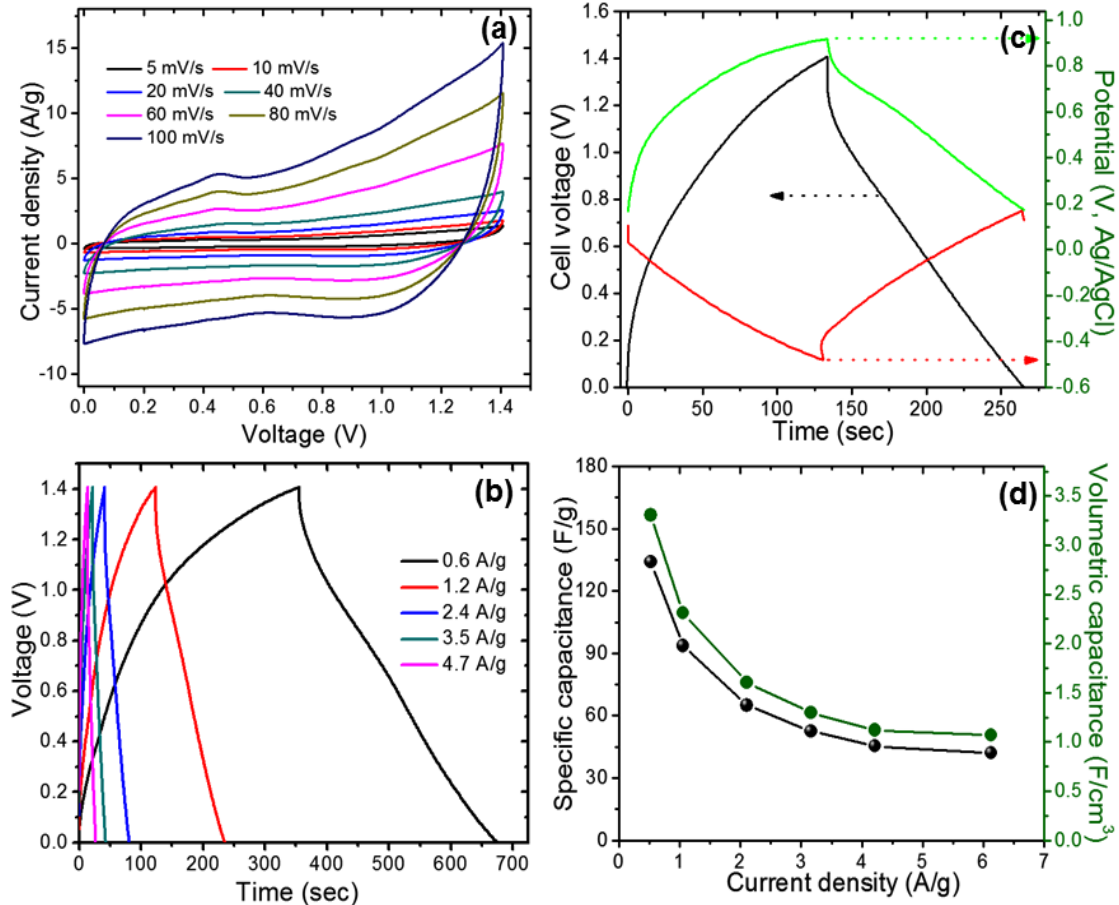 (a)
15
10
5
0
-5
-10
Current density (A/g)
5 mV/s 10 mV/s
20 mV/s 40 mV/s
60 mV/s 80 mV/s
100 mV/s
0.0 0.2 0.4 0.6 0.8 1.0 1.2 1.4
Voltage (V)
(c)
1.6
1.4
1.2
1.0
0.8
0.6
0.4
0.2
0.0
Cell voltage (V)
1.0
0.8
0.6
0.4
0.2
0.0
-0.2
-0.4
-0.6
Potential (V, Ag/AgCl)
0 50 100 150 200 250
Time (sec)
(b)
1.4
1.2
1.0
0.8
0.6
0.4
0.2
0.0
Voltage (V)
0.6 A/g
1.2 A/g
2.4 A/g
3.5 A/g
4.7 A/g
0 100 200 300 400 500 600 700
Time (sec)
(d)
180
150
120
90
60
30
0
Specific capacitance (F/g)
3.5
3.0
2.5
2.0
1.5
1.0
0.5
0.0
Volumetric capacitance (F/cm³)
0 1 2 3 4 5 6 7
Current density (A/g)